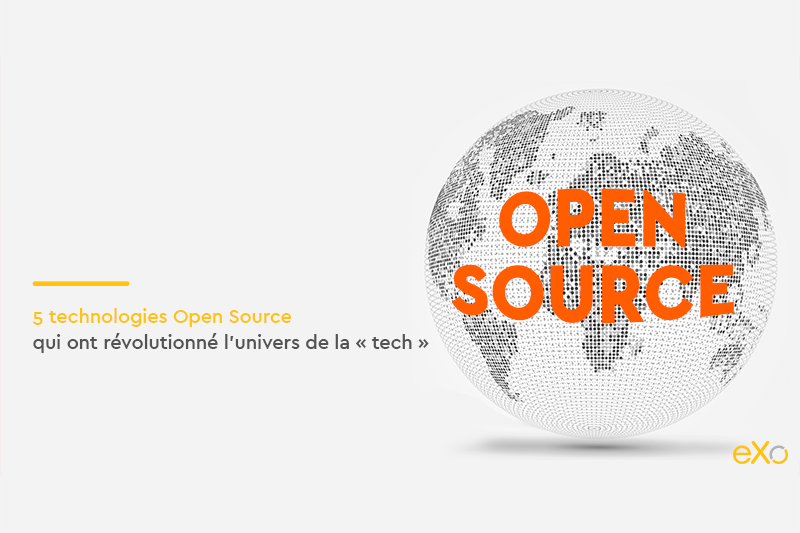 OPEN
SOURCE
5 technologies Open Source
qui ont révolutionné l'univers de la « tech »
eXo